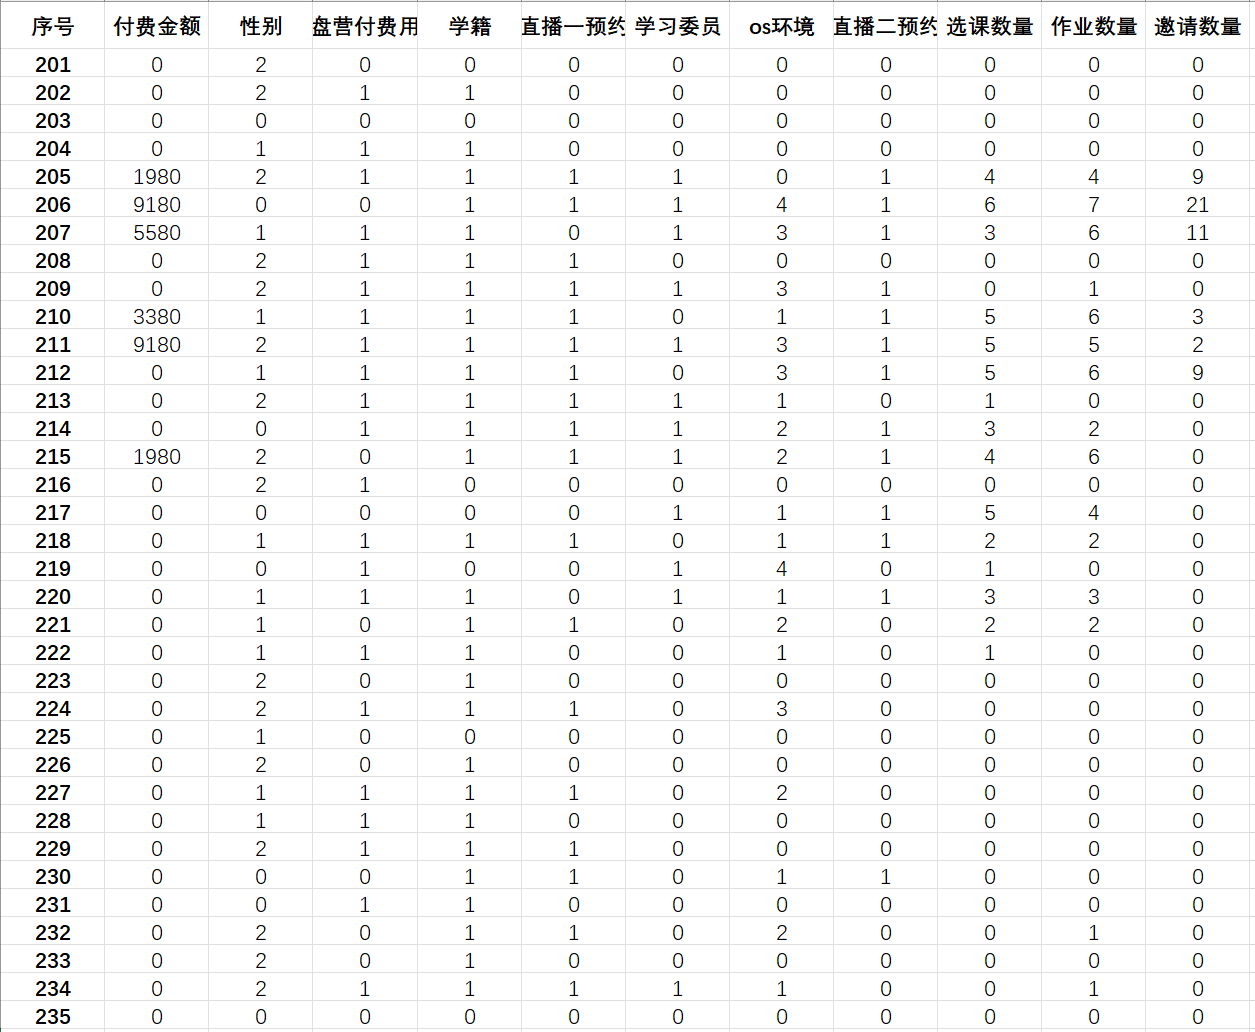 序号 付费金额 性别 盘营付费用 学籍 直播一预约 学习委员 os环境 直播二预约 选课数量 作业数量 邀请数量
201 0 2 0 0 0 0 0 0 0 0 0
202 0 2 1 1 0 0 0 0 0 0 0
203 0 0 0 0 0 0 0 0 0 0 0
204 0 1 1 1 0 0 0 0 0 0 0
205 1980 2 1 1 1 1 0 1 4 4 9
206 9180 0 0 1 1 1 4 1 6 7 21
207 5580 1 1 1 0 1 3 1 3 6 11
208 0 2 1 1 1 0 0 0 0 0 0
209 0 2 1 1 1 1 3 1 0 1 0
210 3380 1 1 1 1 0 1 1 5 6 3
211 9180 2 1 1 1 1 3 1 5 5 2
212 0 1 1 1 1 0 3 1 5 6 9
213 0 2 1 1 1 1 1 0 1 0 0
214 0 0 1 1 1 1 2 1 3 2 0
215 1980 2 0 1 1 1 2 1 4 6 0
216 0 2 1 0 0 0 0 0 0 0 0
217 0 0 0 0 0 1 1 1 5 4 0
218 0 1 1 1 1 0 1 1 2 2 0
219 0 0 1 0 0 1 4 0 1 0 0
220 0 1 1 1 0 1 1 1 3 3 0
221 0 1 0 1 1 0 2 0 2 2 0
222 0 1 1 1 0 0 1 0 1 0 0
223 0 2 0 1 0 0 0 0 0 0 0
224 0 2 1 1 1 0 3 0 0 0 0
225 0 1 0 0 0 0 0 0 0 0 0
226 0 2 0 1 0 0 0 0 0 0 0
227 0 1 1 1 1 0 2 0 0 0 0
228 0 1 1 1 0 0 0 0 0 0 0
229 0 2 1 1 1 0 0 0 0 0 0
230 0 0 0 1 1 0 1 1 0 0 0
231 0 0 1 1 0 0 0 0 0 0 0
232 0 2 0 1 1 0 2 0 0 1 0
233 0 2 0 1 0 0 0 0 0 0 0
234 0 2 1 1 1 1 1 0 0 1 0
235 0 0 0 0 0 0 0 0 0 0 0